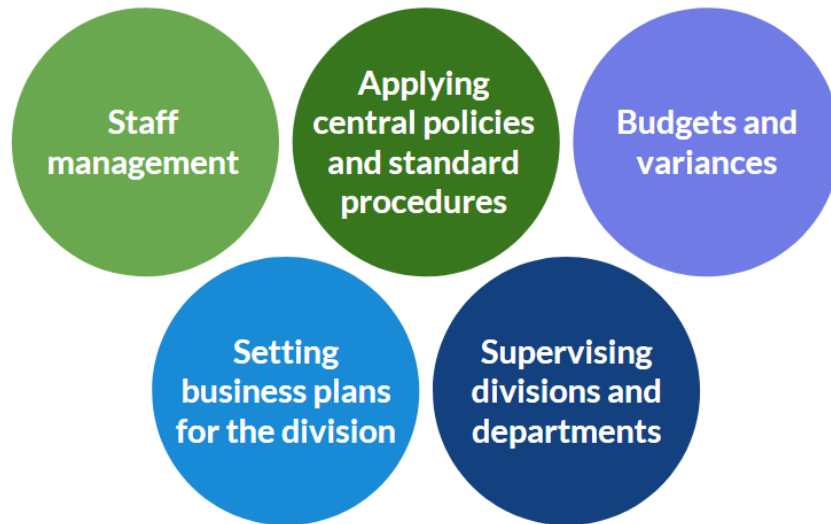 Staff
management
Applying
central policies
and standard
procedures
Budgets and
variances
Setting
business plans
for the division
Supervising
divisions and
departments